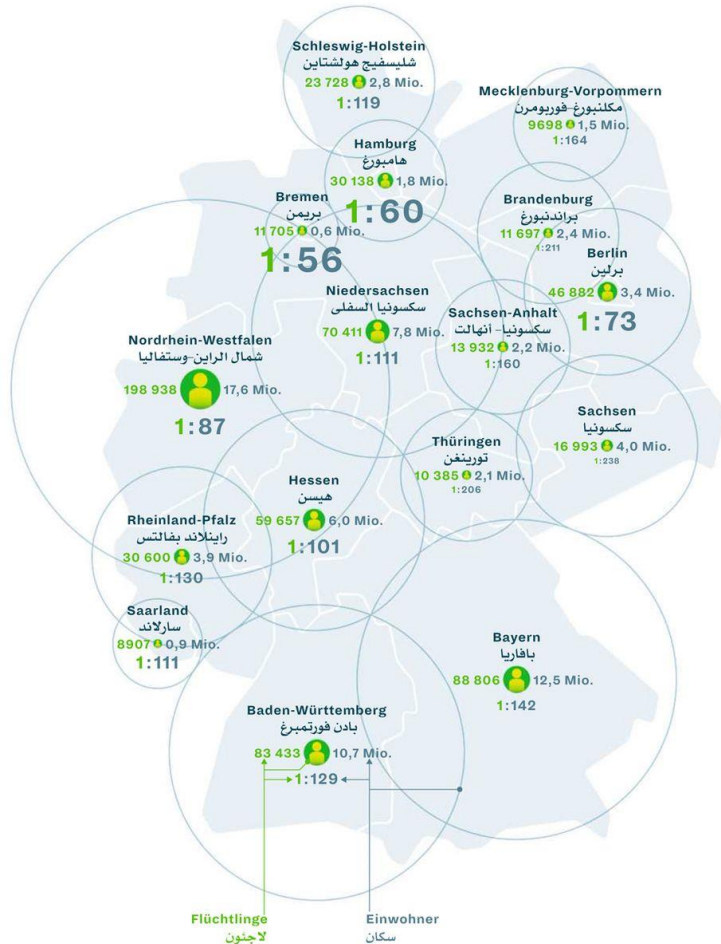 Schleswig-Holstein
شليسفيج هولشتاين
23 728 2,8 Mio.
1:119
Mecklenburg-Vorpommern
مكلنبورغ-فوربومرن
9698 1,5 Mio.
1:164
Hamburg
هامبورغ
30 138 1,8 Mio.
1:60
Bremen
بريمن
11 705 0,6 Mio.
1:56
Brandenburg
براندنبورغ
11 697 2,4 Mio.
1:211
Berlin
برلين
46 882 3,4 Mio.
1:73
Niedersachsen
سكسونيا السفلى
70 411 7,8 Mio.
1:111
Sachsen-Anhalt
سكسونيا- أنهالت
13 932 2,2 Mio.
1:160
Nordrhein-Westfalen
شمال الراين-وستفاليا
198 938 17,6 Mio.
1:87
Sachsen
سكسونيا
16 993 4,0 Mio.
1:238
Thüringen
تورينغن
10 385 2,1 Mio.
1:206
Hessen
هيسن
59 657 6,0 Mio.
1:101
Rheinland-Pfalz
راينلاند بفالتس
30 600 3,9 Mio.
1:130
Saarland
سارلاند
8907 0,9 Mio.
1:111
Bayern
بافاريا
88 806 12,5 Mio.
1:142
Baden-Württemberg
بادن فورتمبرغ
83 433 10,7 Mio.
1:129
Flüchtlinge
لاجئون
Einwohner
سكان